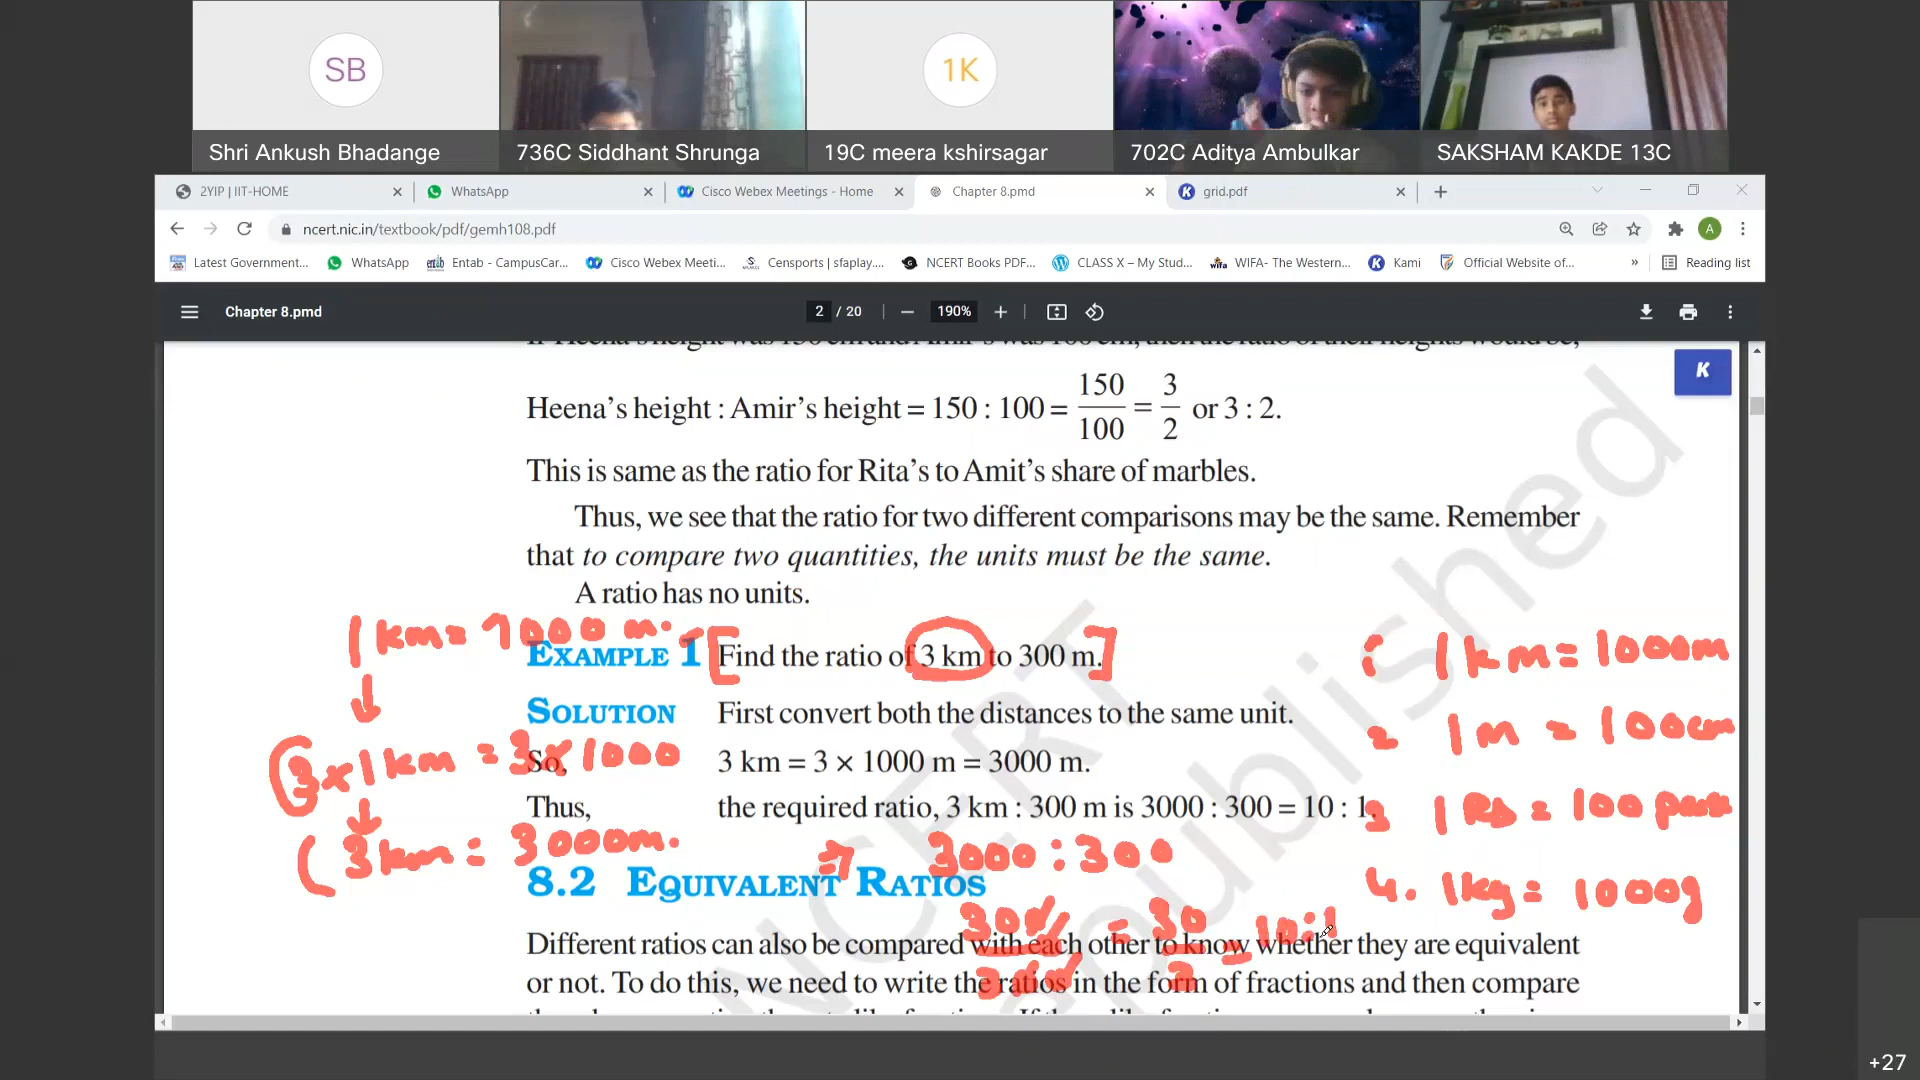 SB
1K
Shri Ankush Bhadange
736C Siddhant Shrunga
19C meera kshirsagar
702C Aditya Ambulkar
SAKSHAM KAKDE 13C
2YIP | IIT-HOME
WhatsApp
Cisco Webex Meetings - Home
Chapter 8.pmd
grid.pdf
ncert.nic.in/textbook/pdf/gemh108.pdf
A
Latest Government...
WhatsApp
Entab - CampusCar...
Cisco Webex Meeti...
Censports | sfaplay....
NCERT Books PDF...
CLASS X – My Stud...
WIFA- The Western...
Kami
Official Website of...
» Reading list
Chapter 8.pmd
2 / 20
190%
K
Heena's height : Amir's height = 150 : 100 = 150/100 = 3/2 or 3 : 2.
This is same as the ratio for Rita's to Amit's share of marbles.
Thus, we see that the ratio for two different comparisons may be the same. Remember
that to compare two quantities, the units must be the same.
A ratio has no units.
1 km = 1000 m.
EXAMPLE 1 [Find the ratio of 3 km to 300 m.]
1 km = 1000m
SOLUTION First convert both the distances to the same unit.
2 1m = 100cm
3 × 1km = 3 × 1000
So, 3 km = 3 × 1000 m = 3000 m.
Thus, the required ratio, 3 km : 300 m is 3000 : 300 = 10 : 1.
3 1 Rs = 100
3km = 3000m.
⇒ 3000 : 300
8.2 EQUIVALENT RATIOS
4. 1kg = 1000g
= 30/3 = 10:1
Different ratios can also be compared with each other to know whether they are equivalent
or not. To do this, we need to write the ratios in the form of fractions and then compare
NCERT
republished
+27